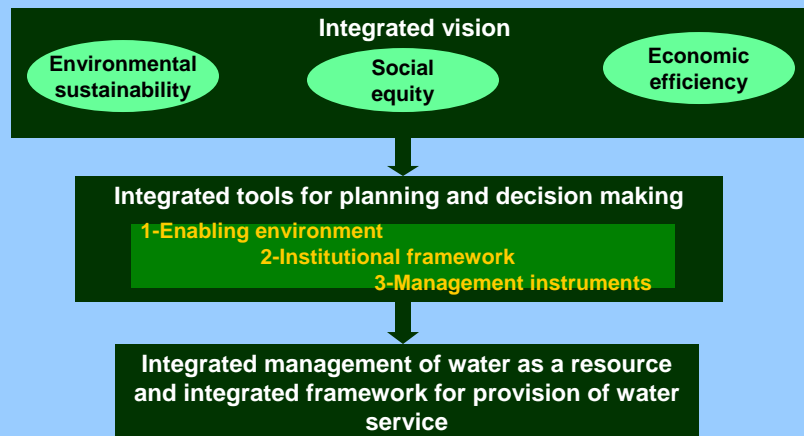 Integrated vision
Environmental
sustainability
Social
equity
Economic
efficiency
Integrated tools for planning and decision making
1-Enabling environment
2-Institutional framework
3-Management instruments
Integrated management of water as a resource
and integrated framework for provision of water
service